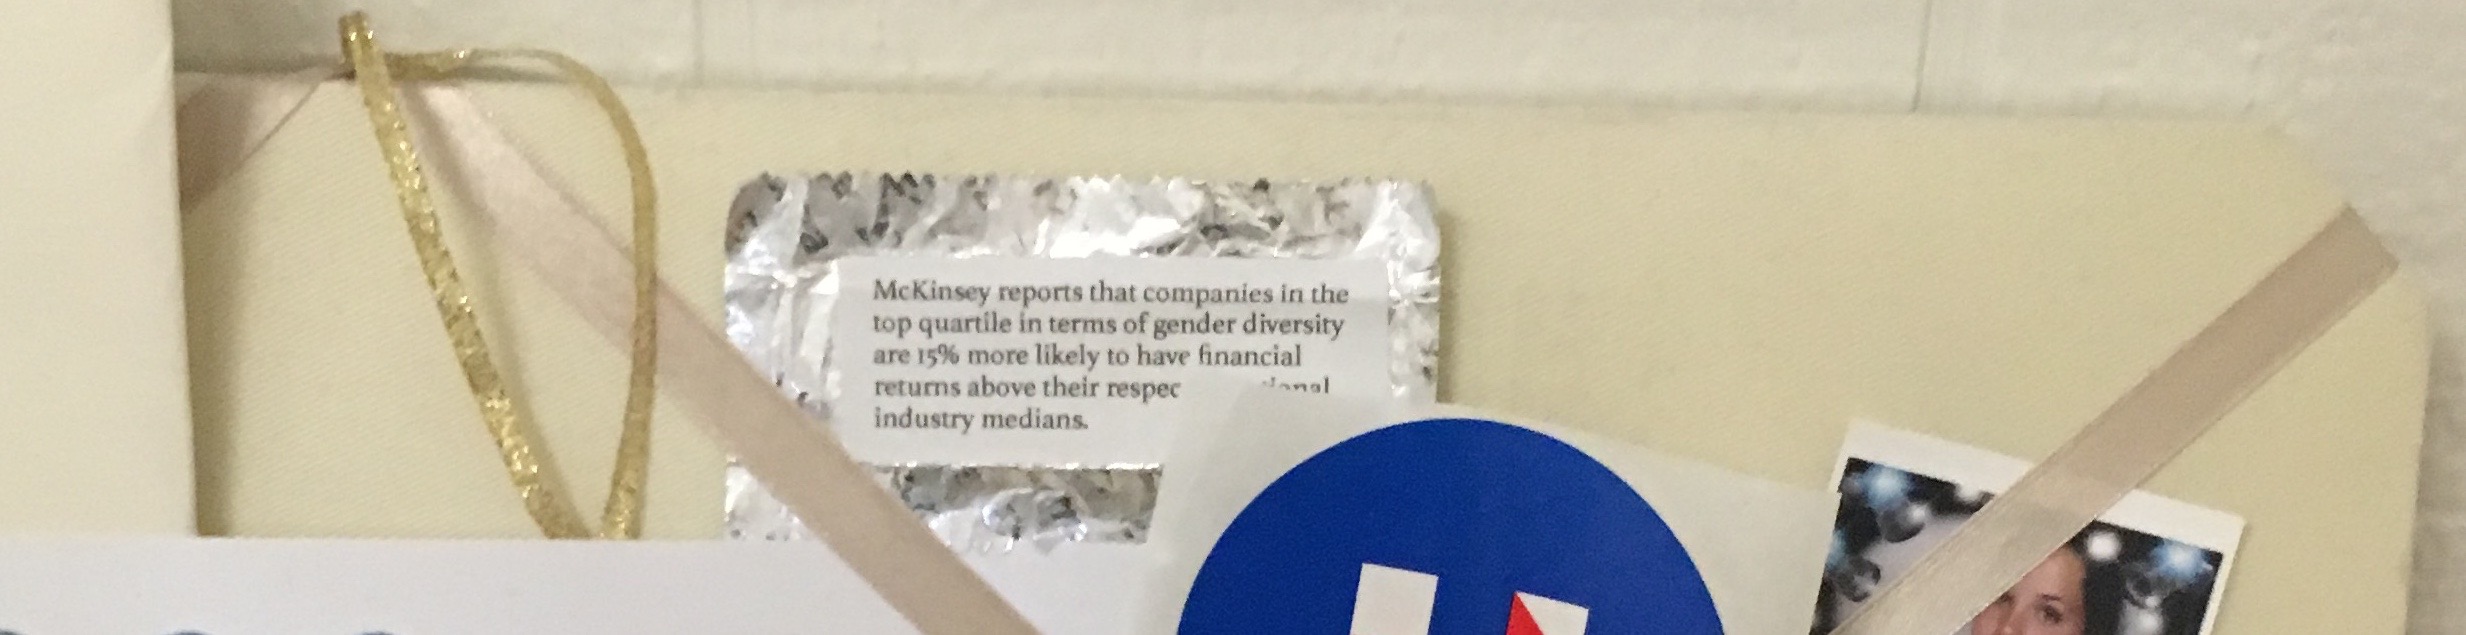 McKinsey reports that companies in the
top quartile in terms of gender diversity
are 15% more likely to have financial
returns above their respec
industry medians.